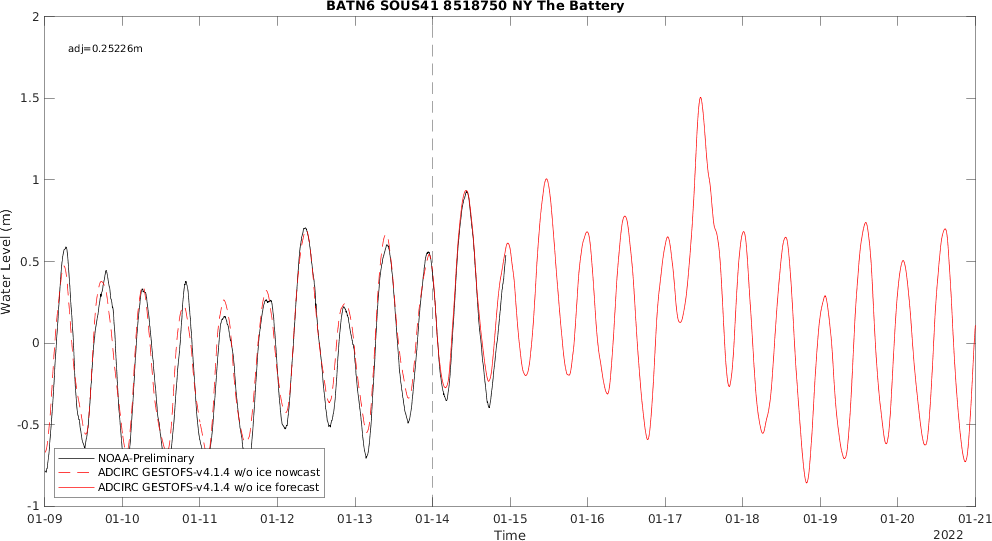 BATN6 SOUS41 8518750 NY The Battery
adj=0.25226m
Water Level (m)
2
1.5
1
0.5
0
-0.5
-1
NOAA-Preliminary
ADCIRC GESTOFS-v4.1.4 w/o ice nowcast
ADCIRC GESTOFS-v4.1.4 w/o ice forecast
01-09 01-10 01-11 01-12 01-13 01-14 01-15 01-16 01-17 01-18 01-19 01-20 01-21
Time
2022